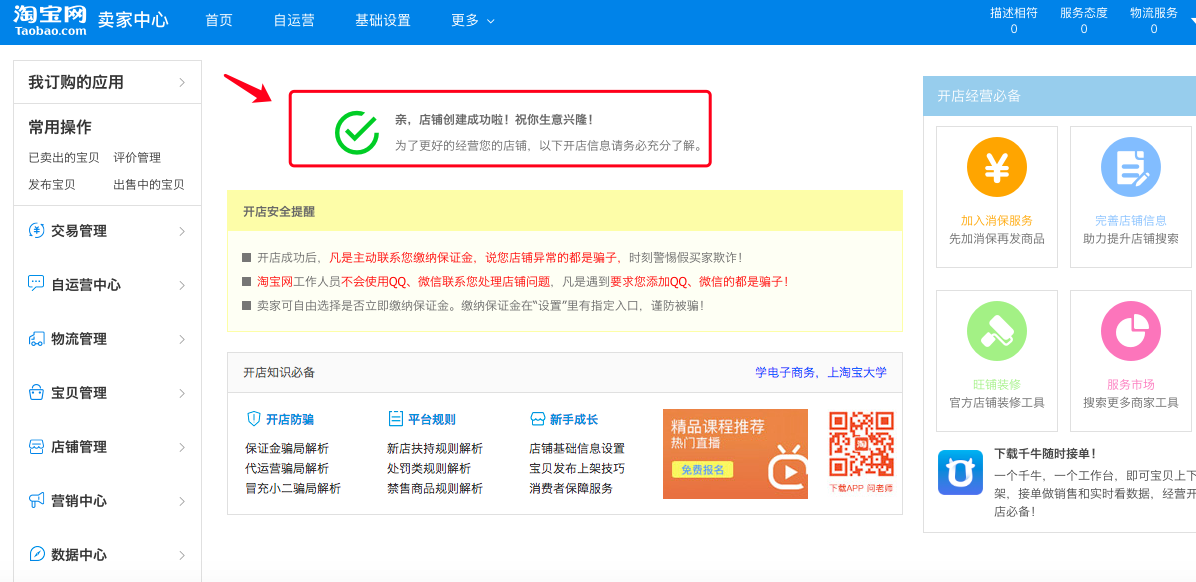 淘宝网 卖家中心 首页 自运营 基础设置 更多 描述相符 服务态度 物流服务
Taobao.com 0 0 0
我订购的应用
常用操作
已卖出的宝贝 评价管理
发布宝贝 出售中的宝贝
交易管理
自运营中心
物流管理
宝贝管理
店铺管理
营销中心
数据中心
亲，店铺创建成功啦！祝你生意兴隆！
为了更好的经营您的店铺，以下开店信息请务必充分了解。
开店安全提醒
开店成功后，凡是主动联系您缴纳保证金，说您店铺异常的都是骗子，时刻警惕假买家欺诈！
淘宝网工作人员不会使用QQ、微信联系您处理店铺问题，凡是遇到要求您添加QQ、微信的都是骗子！
卖家可自由选择是否立即缴纳保证金。缴纳保证金在“设置”里有指定入口，谨防被骗！
开店知识必备 学电子商务，上淘宝大学
开店防骗
保证金骗局解析
代运营骗局解析
冒充小二骗局解析
平台规则
新店扶持规则解析
处罚类规则解析
禁售商品规则解析
新手成长
店铺基础信息设置
宝贝发布上架技巧
消费者保障服务
精品课程推荐
热门直播
免费报名
淘
下载APP 问老师
开店经营必备
¥
加入消保服务
先加消保再发商品
完善店铺信息
助力提升店铺搜索
旺铺装修
官方店铺装修工具
服务市场
搜索更多商家工具
下载千牛随时接单！
一个千牛，一个工作台，即可宝贝上下
架，接单做销售和实时看数据，经营开
店必备！